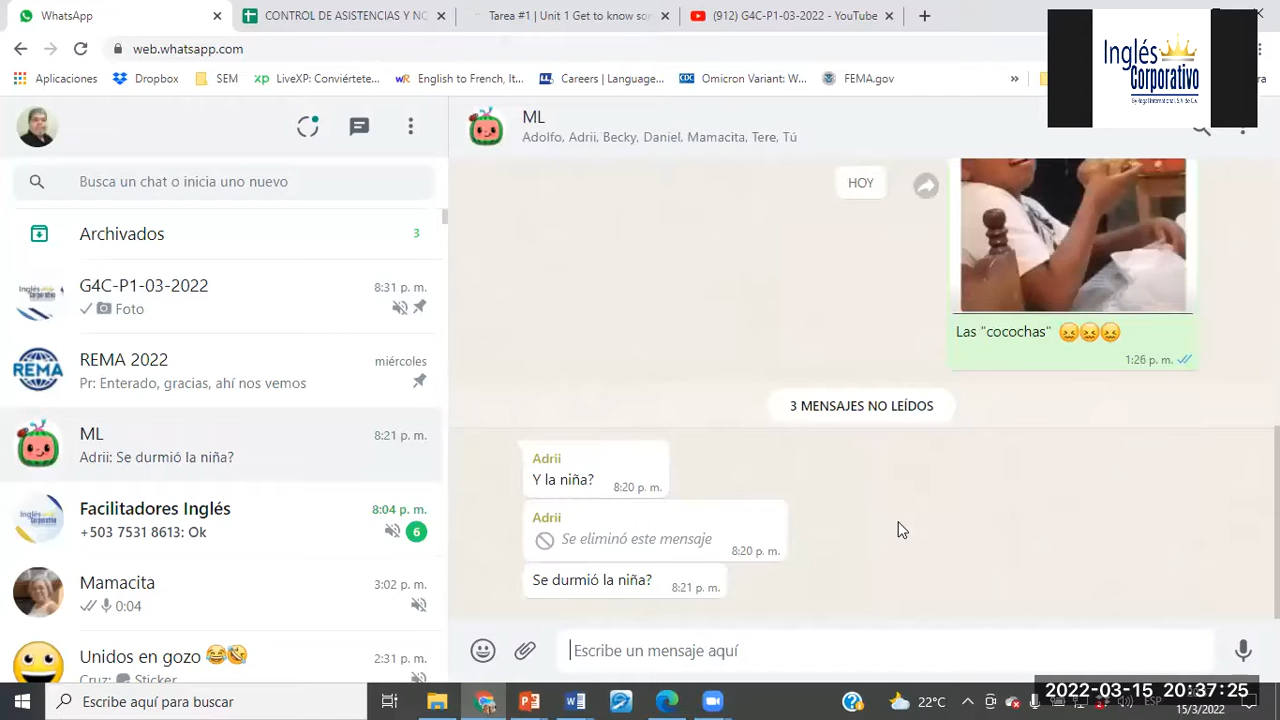 WhatsApp
CONTROL DE ASISTENCIAS Y NO
Tarea #1 | Unit 1 Get to know so
(912) G4C-P1-03-2022 - YouTube
web.whatsapp.com
Aplicaciones
Dropbox
SEM
LiveXP: Conviértete...
English to French, It...
Careers | Language...
Omicron Variant: W...
FEMA.gov
»
Inglés
Corporativo
ML
Adolfo, Adrii, Becky, Daniel, Mamacita, Tere, Tú
Busca un chat o inicia uno nuevo
Archivados
3
G4C-P1-03-2022
8:31 p. m.
Foto
REMA 2022
miércoles
REMA
Pr: Enterado, gracias, ahí nos vemos
ML
8:21 p. m.
Adrii: Se durmió la niña?
Facilitadores Inglés
8:04 p. m.
+503 7531 8613: Ok
6
Mamacita
3:02 p. m.
0:04
Unidos en gozo 😂🤣
2:31 p. m.
Cruz: Sticker
HOY
Las "cocochas" 😖😖😖
1:26 p. m.
3 MENSAJES NO LEÍDOS
Adrii
Y la niña?
8:20 p. m.
Adrii
Se eliminó este mensaje
8:20 p. m.
Se durmió la niña?
8:21 p. m.
Escribe un mensaje aquí
Escribe aquí para buscar
22°C
ESP
2022-03-15 20:37:25
15/3/2022